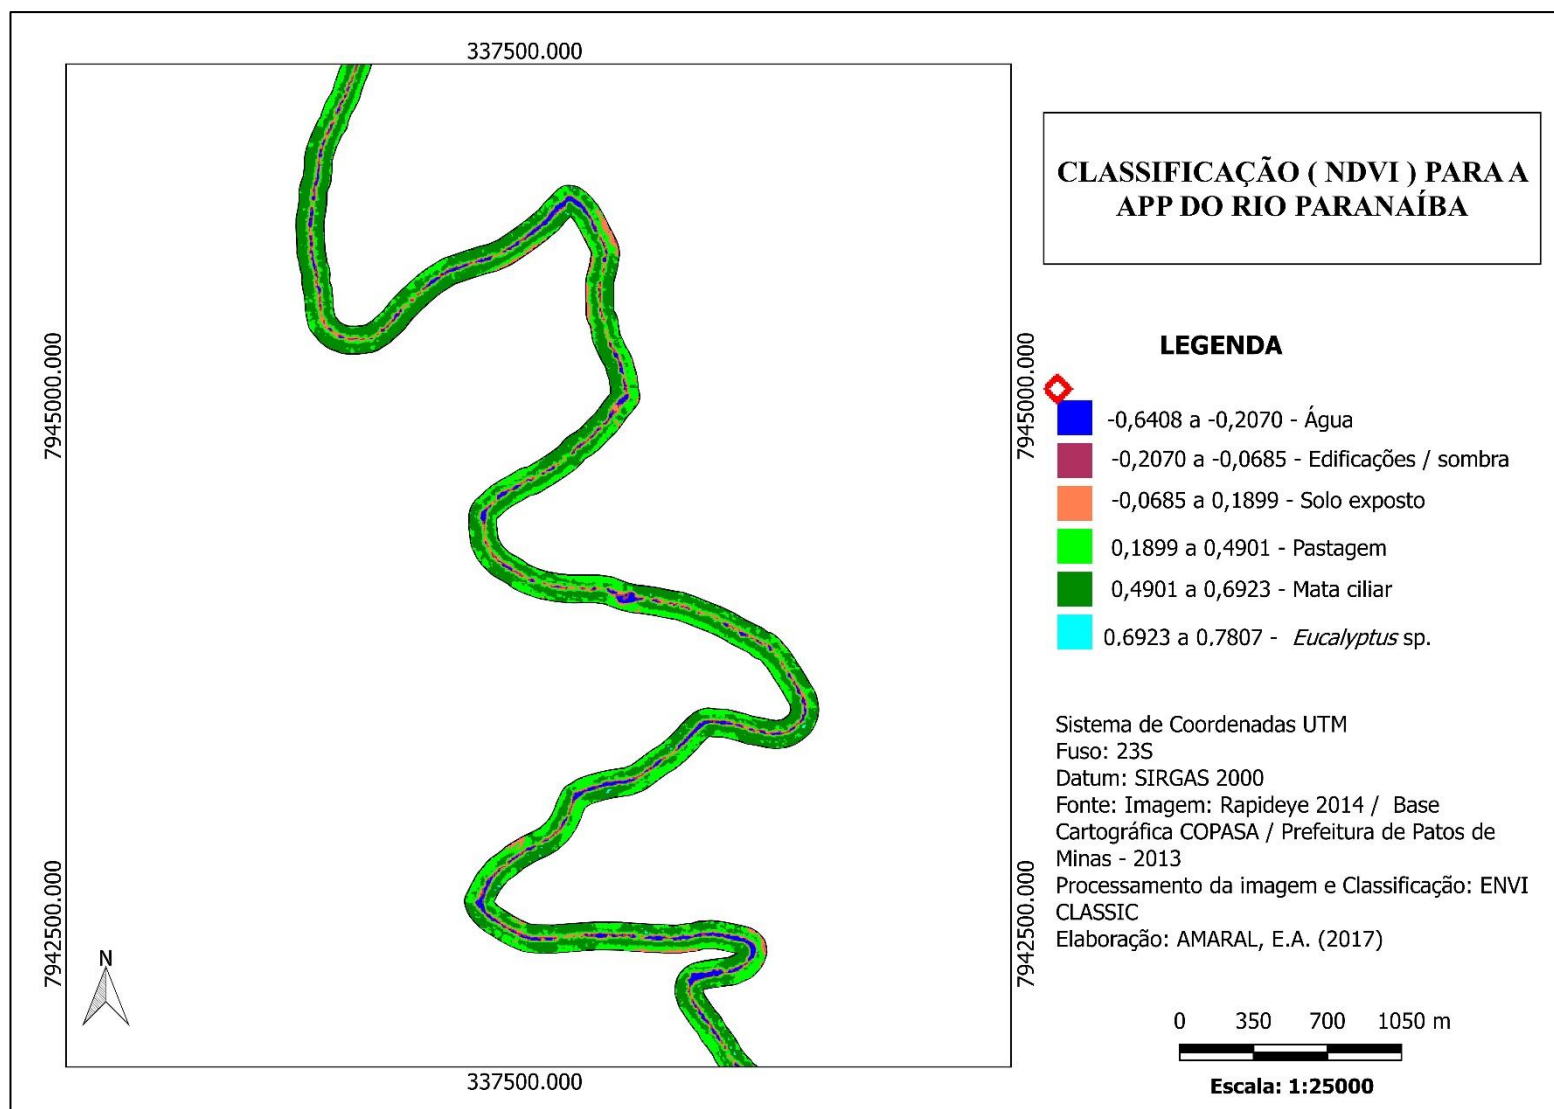 337500.000
CLASSIFICAÇÃO ( NDVI ) PARA A
APP DO RIO PARANAÍBA
7945000.000
7945000.000
LEGENDA
-0,6408 a -0,2070 - Água
-0,2070 a -0,0685 - Edificações / sombra
-0,0685 a 0,1899 - Solo exposto
0,1899 a 0,4901 - Pastagem
0,4901 a 0,6923 - Mata ciliar
0,6923 a 0,7807 - Eucalyptus sp.
Sistema de Coordenadas UTM
Fuso: 23S
Datum: SIRGAS 2000
Fonte: Imagem: Rapideye 2014 / Base
Cartográfica COPASA / Prefeitura de Patos de
Minas - 2013
Processamento da imagem e Classificação: ENVI
CLASSIC
Elaboração: AMARAL, E.A. (2017)
7942500.000
7942500.000
N
0 350 700 1050 m
Escala: 1:25000
337500.000